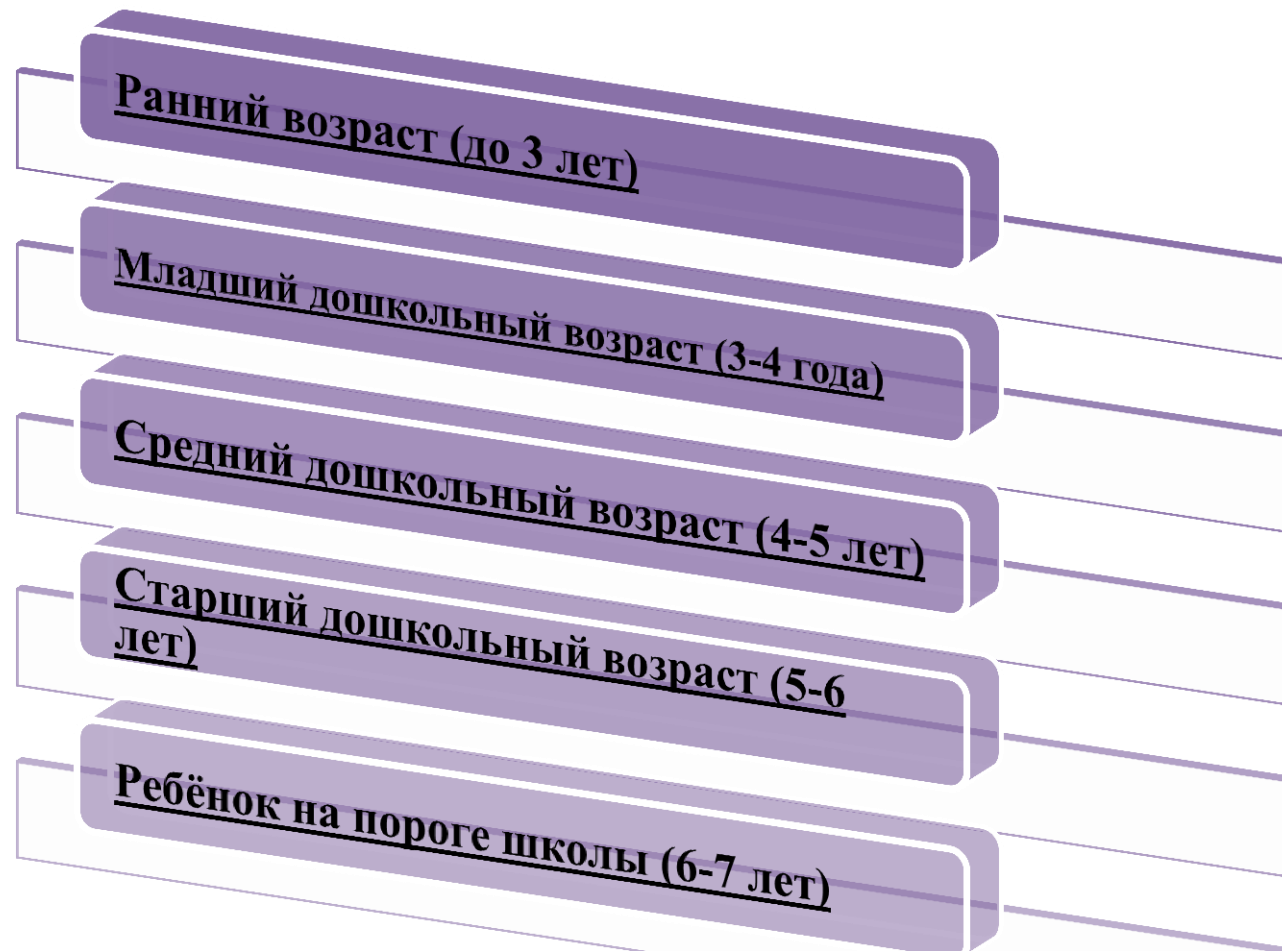 Ранний возраст (до 3 лет)
Младший дошкольный возраст (3-4 года)
Средний дошкольный возраст (4-5 лет)
Старший дошкольный возраст (5-6
лет)
Ребёнок на пороге школы (6-7 лет)